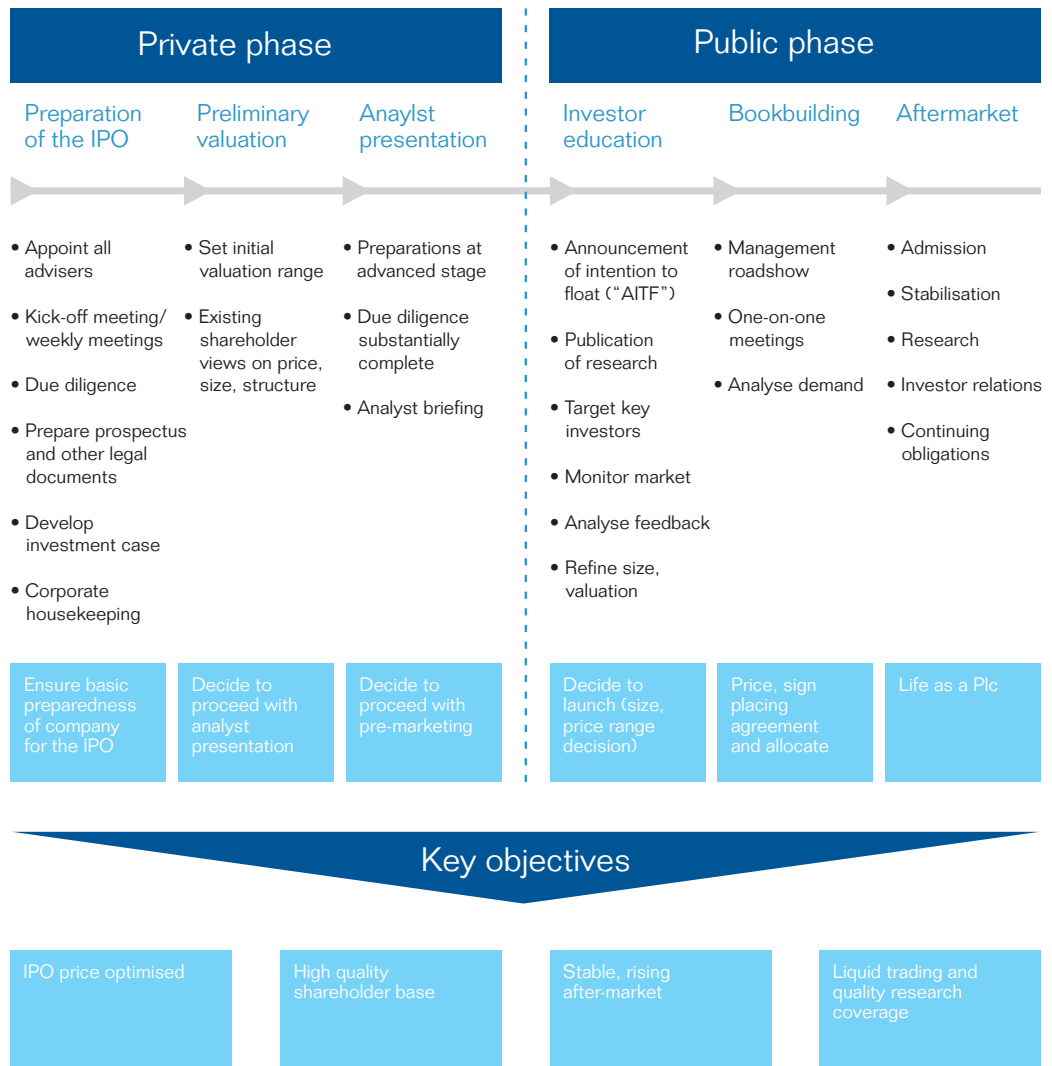 Private phase
Public phase
Preparation
of the IPO
Preliminary
valuation
Anaylst
presentation
Investor
education
Bookbuilding
Aftermarket
• Appoint all
advisers
• Kick-off meeting/
weekly meetings
• Due diligence
• Prepare prospectus
and other legal
documents
• Develop
investment case
• Corporate
housekeeping
• Set initial
valuation range
• Existing
shareholder
views on price,
size, structure
• Preparations at
advanced stage
• Due diligence
substantially
complete
• Analyst briefing
• Announcement
of intention to
float (“AITF”)
• Publication
of research
• Target key
investors
• Monitor market
• Analyse feedback
• Refine size,
valuation
• Management
roadshow
• One-on-one
meetings
• Analyse demand
• Admission
• Stabilisation
• Research
• Investor relations
• Continuing
obligations
Ensure basic
preparedness
of company
for the IPO
Decide to
proceed with
analyst
presentation
Decide to
proceed with
pre-marketing
Decide to
launch (size,
price range
decision)
Price, sign
placing
agreement
and allocate
Life as a Plc
Key objectives
IPO price optimised
High quality
shareholder base
Stable, rising
after-market
Liquid trading and
quality research
coverage